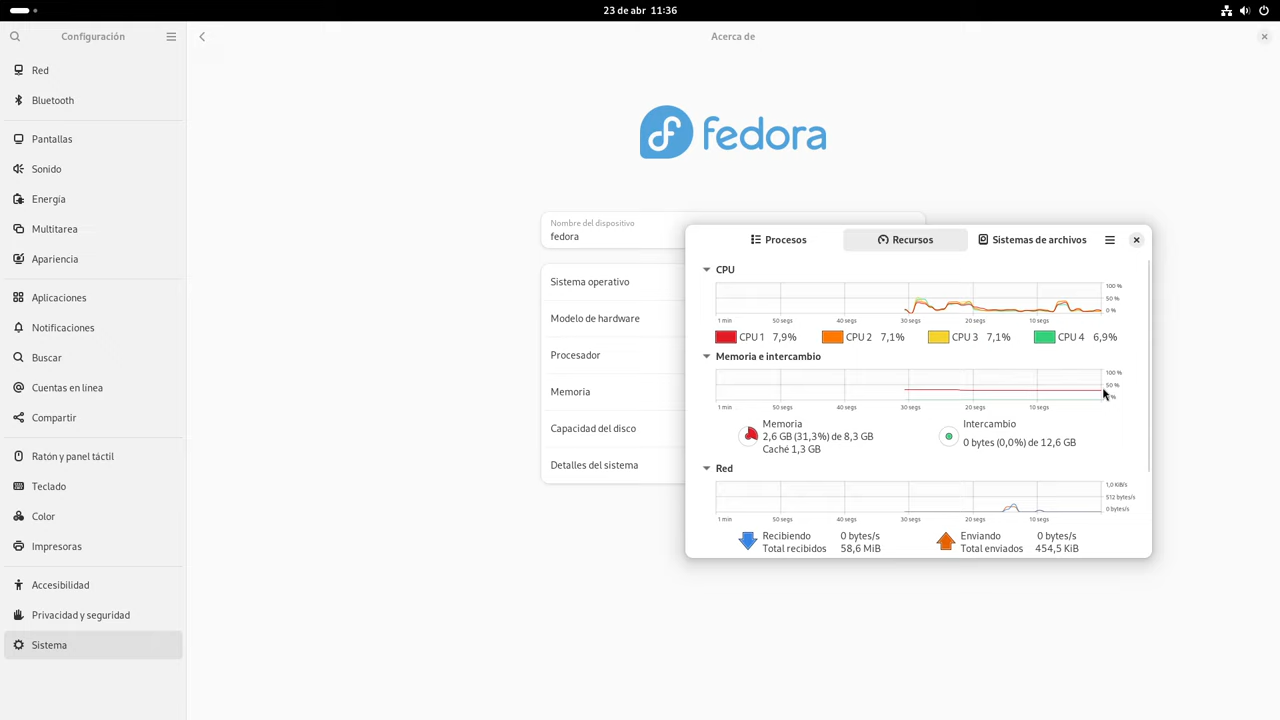 23 de abr 11:36
Configuración
Acerca de
Red
Bluetooth
Pantallas
Sonido
Energía
Multitarea
Apariencia
Aplicaciones
Notificaciones
Buscar
Cuentas en línea
Compartir
Ratón y panel táctil
Teclado
Color
Impresoras
Accesibilidad
Privacidad y seguridad
Sistema
fedora
Nombre del dispositivo
fedora
Sistema operativo
Modelo de hardware
Procesador
Memoria
Capacidad del disco
Detalles del sistema
Procesos Recursos Sistemas de archivos
CPU
100 %
50 %
0 %
1 min 50 segs 40 segs 30 segs 20 segs 10 segs
CPU 1 7,9% CPU 2 7,1% CPU 3 7,1% CPU 4 6,9%
Memoria e intercambio
100 %
50 %
%
1 min 50 segs 40 segs 30 segs 20 segs 10 segs
Memoria
2,6 GB (31,3%) de 8,3 GB
Caché 1,3 GB
Intercambio
0 bytes (0,0%) de 12,6 GB
Red
1,0 KiB/s
512 bytes/s
0 bytes/s
1 min 50 segs 40 segs 30 segs 20 segs 10 segs
Recibiendo 0 bytes/s
Total recibidos 58,6 MiB
Enviando 0 bytes/s
Total enviados 454,5 KiB